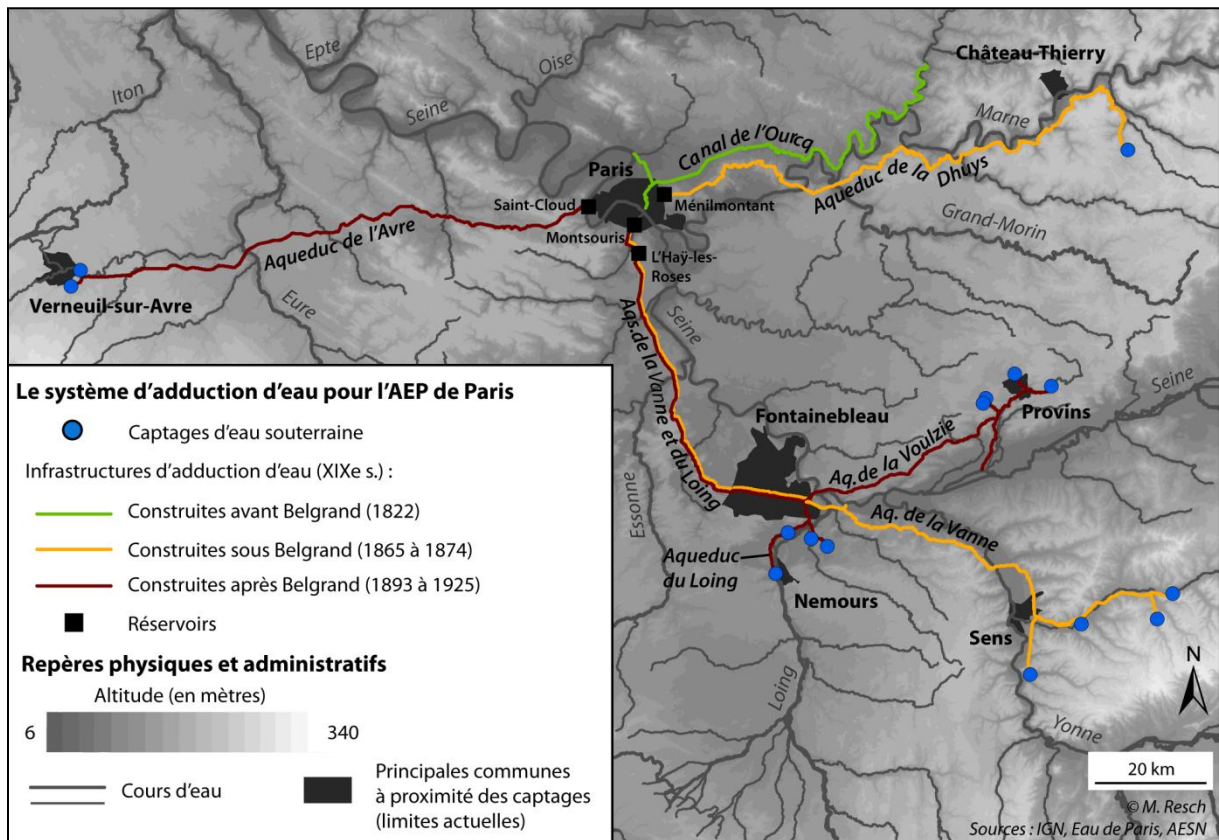 Iton
Epte
Seine
Oise
Château-Thierry
Marne
Canal de l'Ourcq
Aqueduc de la Dhuys
Paris
Saint-Cloud
Ménilmontant
Montsouris
L'Haÿ-les-
Roses
Grand-Morin
Aqueduc de l'Avre
Verneuil-sur-Avre
Eure
Seine
Aqs.de la Vanne et du Loing
Essonne
Fontainebleau
Aq.de la Voulzie
Provins
Seine
Aq. de la Vanne
Aqueduc
du Loing
Nemours
Sens
Loing
Yonne
N
20 km
© M. Resch
Sources : IGN, Eau de Paris, AESN
Le système d'adduction d'eau pour l'AEP de Paris
Captages d'eau souterraine
Infrastructures d'adduction d'eau (XIXe s.) :
Construites avant Belgrand (1822)
Construites sous Belgrand (1865 à 1874)
Construites après Belgrand (1893 à 1925)
Réservoirs
Repères physiques et administratifs
Altitude (en mètres)
6 340
Cours d'eau
Principales communes
à proximité des captages
(limites actuelles)